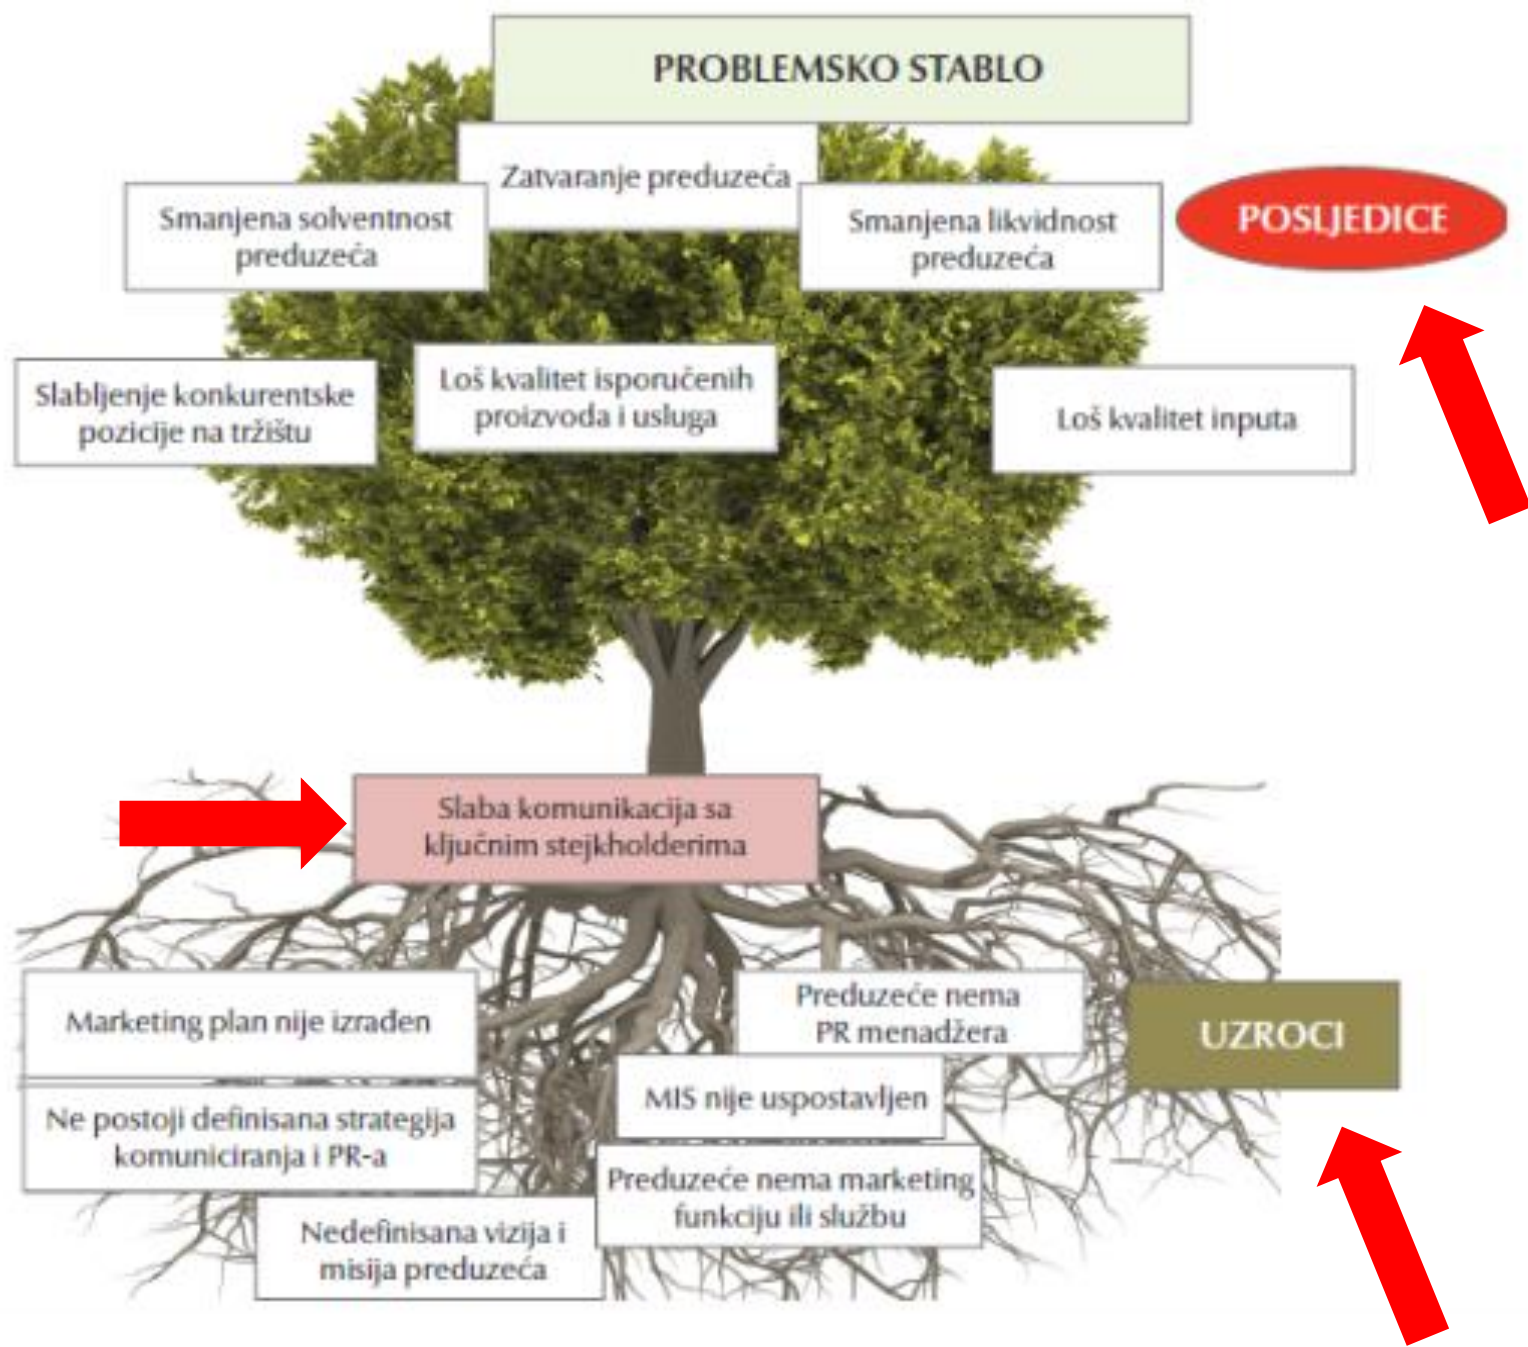 PROBLEMSKO STABLO
Zatvaranje preduzeća
Smanjena solventnost
preduzeća
Smanjena likvidnost
preduzeća
POSLJEDICE
Slabljenje konkurentske
pozicije na tržištu
Loš kvalitet isporučenih
proizvoda i usluga
Loš kvalitet inputa
Slaba komunikacija sa
ključnim stejkholderima
Marketing plan nije izrađen
Preduzeće nema
PR menadžera
UZROCI
Ne postoji definisana strategija
komuniciranja i PR-a
MIS nije uspostavljen
Preduzeće nema marketing
funkciju ili službu
Nedefinisana vizija i
misija preduzeća